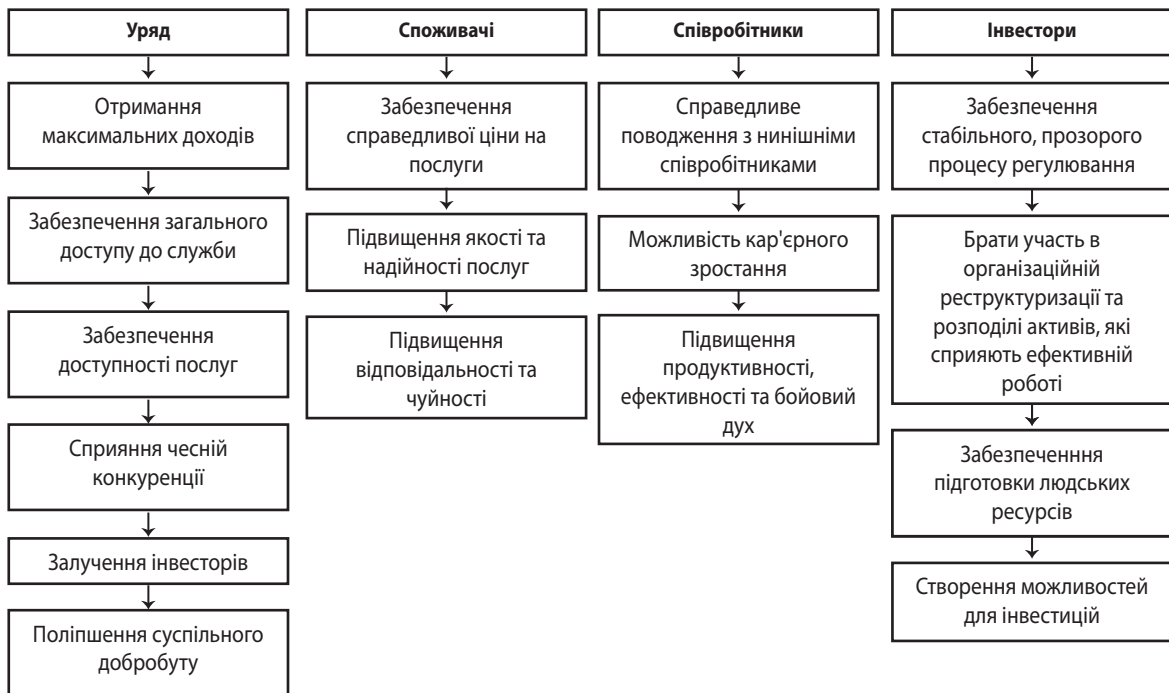 Уряд
Отримання
максимальних доходів
Забезпечення загального
доступу до служби
Забезпечення
доступності послуг
Сприяння чесній
конкуренції
Залучення інвесторів
Поліпшення суспільного
добробуту
Споживачі
Забезпечення
справедливої ціни на
послуги
Підвищення якості та
надійності послуг
Підвищення
відповідальності та
чуйності
Співробітники
Справедливе
поводження з нинішніми
співробітниками
Можливість кар'єрного
зростання
Підвищення
продуктивності,
ефективності та бойовий
дух
Інвестори
Забезпечення
стабільного, прозорого
процесу регулювання
Брати участь в
організаційній
реструктуризації та
розподілі активів, які
сприяють ефективній
роботі
Забезпеченння
підготовки людських
ресурсів
Створення можливостей
для інвестицій